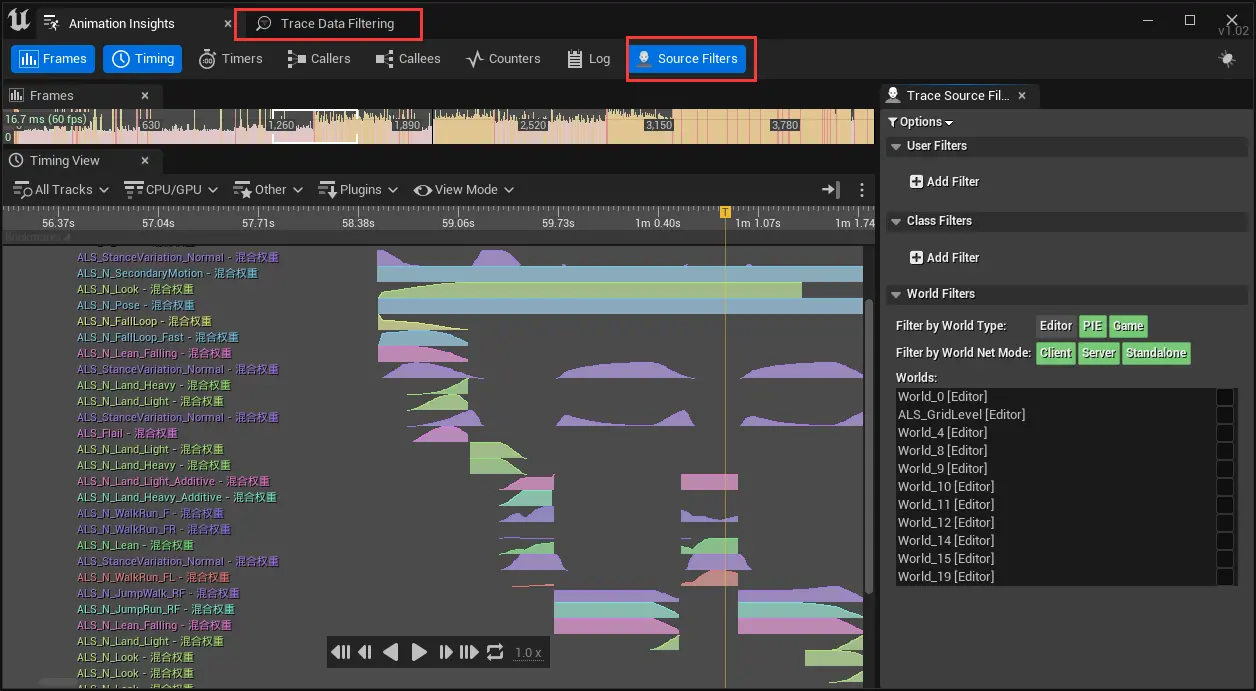 Animation Insights
Trace Data Filtering
v1.02
Frames
Timing
Timers
Callers
Callees
Counters
Log
Source Filters
Frames
16.7 ms (60 fps)
0
630
1,260
1,890
2,520
3,150
3,780
Timing View
All Tracks
CPU/GPU
Other
Plugins
View Mode
56.37s
57.04s
57.71s
58.38s
59.06s
59.73s
1m 0.40s
T
1m 1.07s
1m 1.74
ALS_StanceVariation_Normal - 混合权重
ALS_N_SecondaryMotion - 混合权重
ALS_N_Look - 混合权重
ALS_N_Pose - 混合权重
ALS_N_FallLoop - 混合权重
ALS_N_FallLoop_Fast - 混合权重
ALS_N_Lean_Falling - 混合权重
ALS_StanceVariation_Normal - 混合权重
ALS_N_Land_Heavy - 混合权重
ALS_N_Land_Light - 混合权重
ALS_StanceVariation_Normal - 混合权重
ALS_Flail - 混合权重
ALS_N_Land_Light - 混合权重
ALS_N_Land_Heavy - 混合权重
ALS_N_Land_Light_Additive - 混合权重
ALS_N_Land_Heavy_Additive - 混合权重
ALS_N_WalkRun_F - 混合权重
ALS_N_WalkRun_FR - 混合权重
ALS_N_Lean - 混合权重
ALS_StanceVariation_Normal - 混合权重
ALS_N_WalkRun_FL - 混合权重
ALS_N_JumpWalk_RF - 混合权重
ALS_N_JumpRun_RF - 混合权重
ALS_N_Lean_Falling - 混合权重
ALS_N_Land_Light - 混合权重
ALS_N_Look - 混合权重
ALS_N_Look - 混合权重
1.0 x
Trace Source Fil...
Options
User Filters
Add Filter
Class Filters
Add Filter
World Filters
Filter by World Type: Editor PIE Game
Filter by World Net Mode: Client Server Standalone
Worlds:
World_0 [Editor]
ALS_GridLevel [Editor]
World_4 [Editor]
World_8 [Editor]
World_9 [Editor]
World_10 [Editor]
World_11 [Editor]
World_12 [Editor]
World_14 [Editor]
World_15 [Editor]
World_19 [Editor]